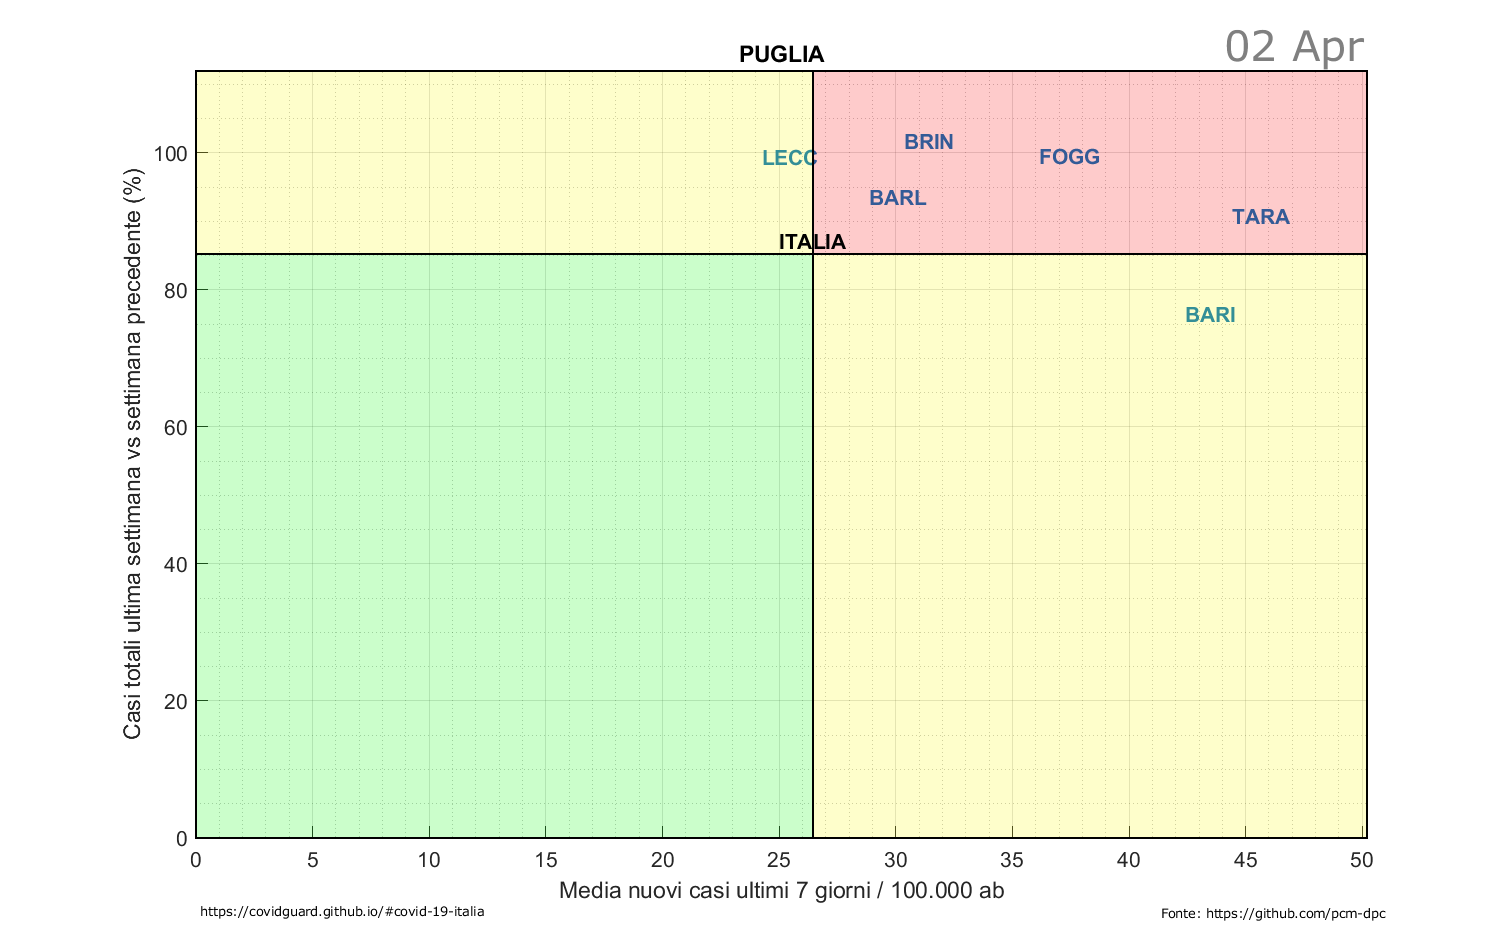 PUGLIA
02 Apr
Casi totali ultima settimana vs settimana precedente (%)
100
80
60
40
20
0
LECC
BRIN
FOGG
BARL
TARA
ITALIA
BARI
0 5 10 15 20 25 30 35 40 45 50
Media nuovi casi ultimi 7 giorni / 100.000 ab
https://covidguard.github.io/#covid-19-italia
Fonte: https://github.com/pcm-dpc